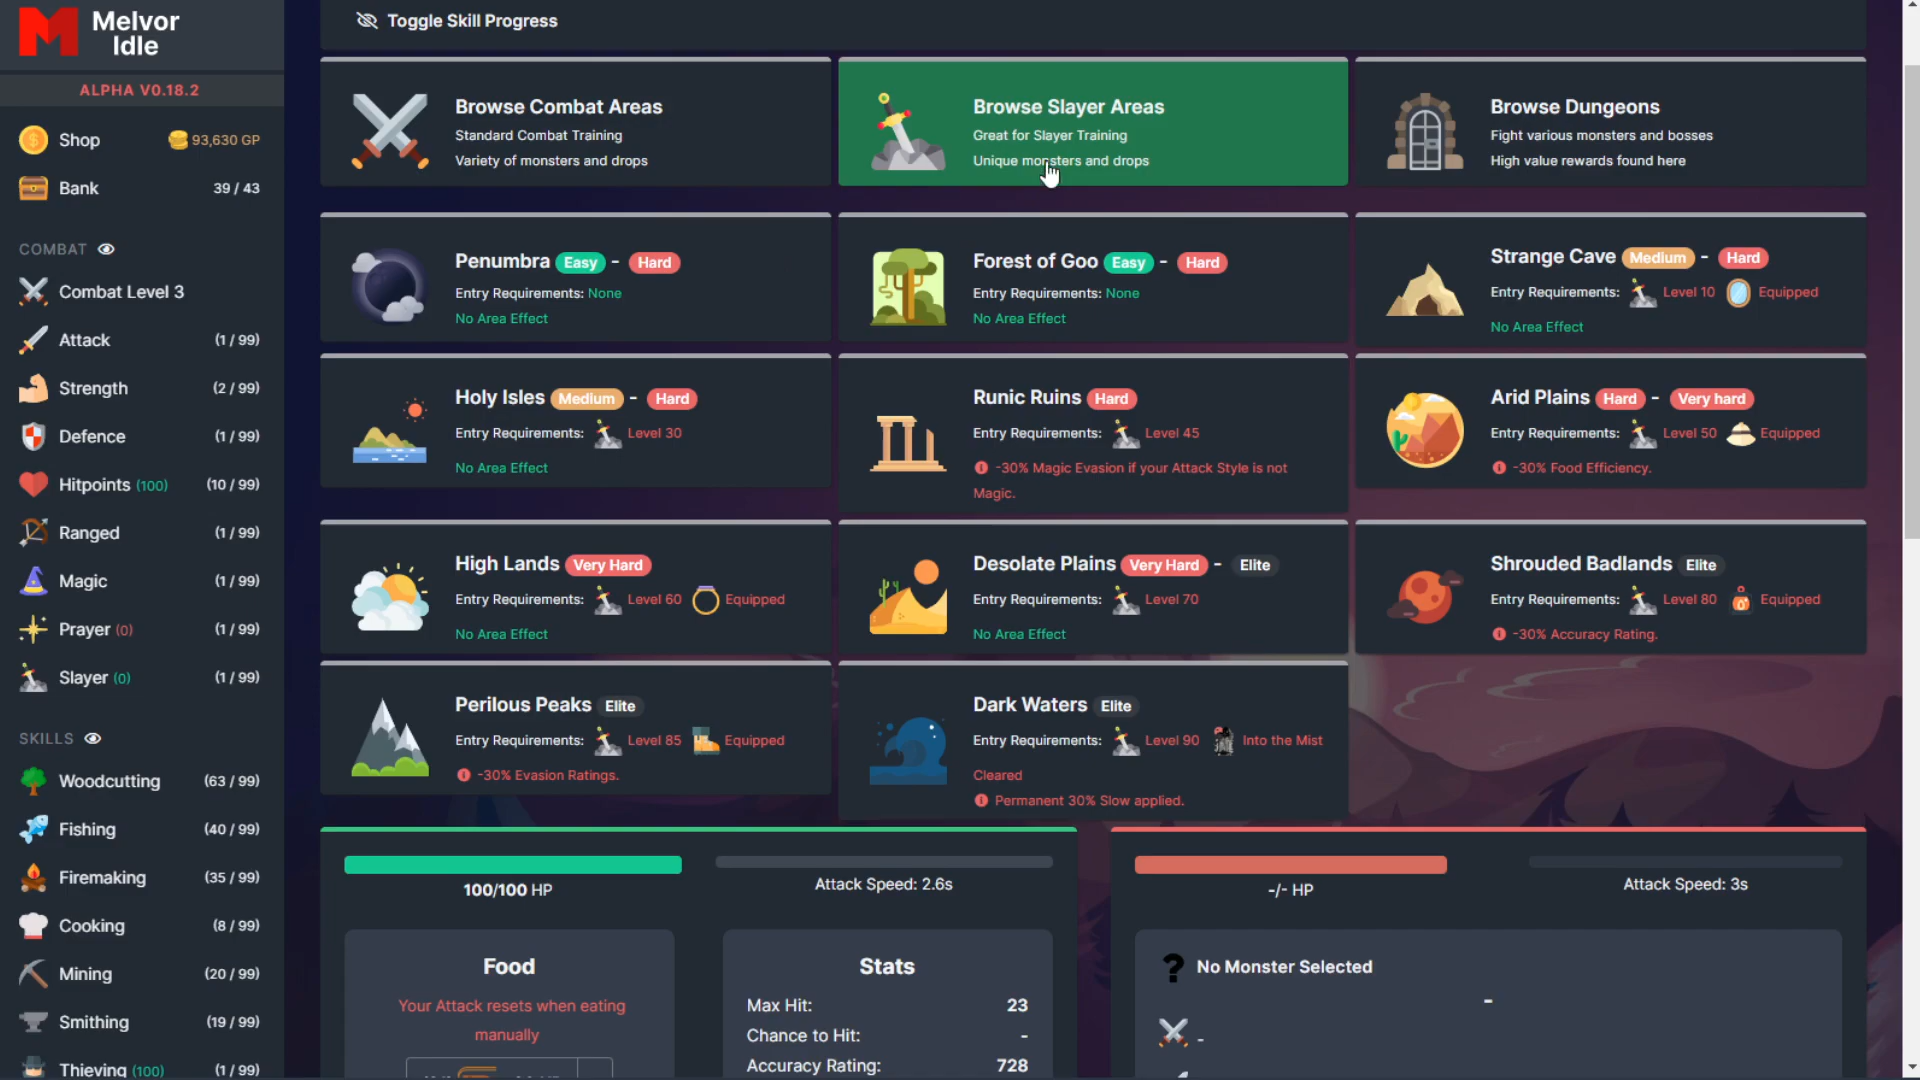 Melvor
Idle
ALPHA V0.18.2
Shop 93,630 GP
Bank 39 / 43
COMBAT
Combat Level 3
Attack (1 / 99)
Strength (2 / 99)
Defence (1 / 99)
Hitpoints (100) (10 / 99)
Ranged (1 / 99)
Magic (1 / 99)
Prayer (0) (1 / 99)
Slayer (0) (1 / 99)
SKILLS
Woodcutting (63 / 99)
Fishing (40 / 99)
Firemaking (35 / 99)
Cooking (8 / 99)
Mining (20 / 99)
Smithing (19 / 99)
Thieving (100) (1 / 99)
Toggle Skill Progress
Browse Combat Areas
Standard Combat Training
Variety of monsters and drops
Browse Slayer Areas
Great for Slayer Training
Unique monsters and drops
Browse Dungeons
Fight various monsters and bosses
High value rewards found here
Penumbra Easy - Hard
Entry Requirements: None
No Area Effect
Forest of Goo Easy - Hard
Entry Requirements: None
No Area Effect
Strange Cave Medium - Hard
Entry Requirements: Level 10 Equipped
No Area Effect
Holy Isles Medium - Hard
Entry Requirements: Level 30
No Area Effect
Runic Ruins Hard
Entry Requirements: Level 45
-30% Magic Evasion if your Attack Style is not
Magic.
Arid Plains Hard - Very hard
Entry Requirements: Level 50 Equipped
-30% Food Efficiency.
High Lands Very Hard
Entry Requirements: Level 60 Equipped
No Area Effect
Desolate Plains Very Hard - Elite
Entry Requirements: Level 70
No Area Effect
Shrouded Badlands Elite
Entry Requirements: Level 80 Equipped
-30% Accuracy Rating.
Perilous Peaks Elite
Entry Requirements: Level 85 Equipped
-30% Evasion Ratings.
Dark Waters Elite
Entry Requirements: Level 90 Into the Mist
Cleared
Permanent 30% Slow applied.
100/100 HP
Attack Speed: 2.6s
Food
Your Attack resets when eating
manually
Stats
Max Hit: 23
Chance to Hit: -
Accuracy Rating: 728
-/- HP
Attack Speed: 3s
No Monster Selected
-
-